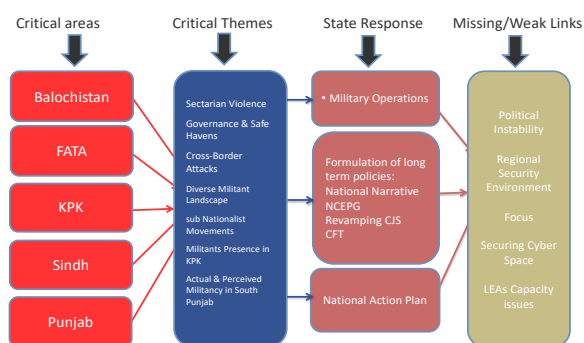 Critical areas
Critical Themes
State Response
Missing/Weak Links
Balochistan
FATA
KPK
Sindh
Punjab
Sectarian Violence
Governance & Safe
Havens
Cross-Border
Attacks
Diverse Militant
Landscape
sub Nationalist
Movements
Militants Presence in
KPK
Actual & Perceived
Militancy in South
Punjab
• Military Operations
Formulation of long
term policies:
National Narrative
NCEPG
Revamping CJS
CFT
National Action Plan
Political
Instability
Regional
Security
Environment
Focus
Securing Cyber
Space
LEAs Capacity
issues